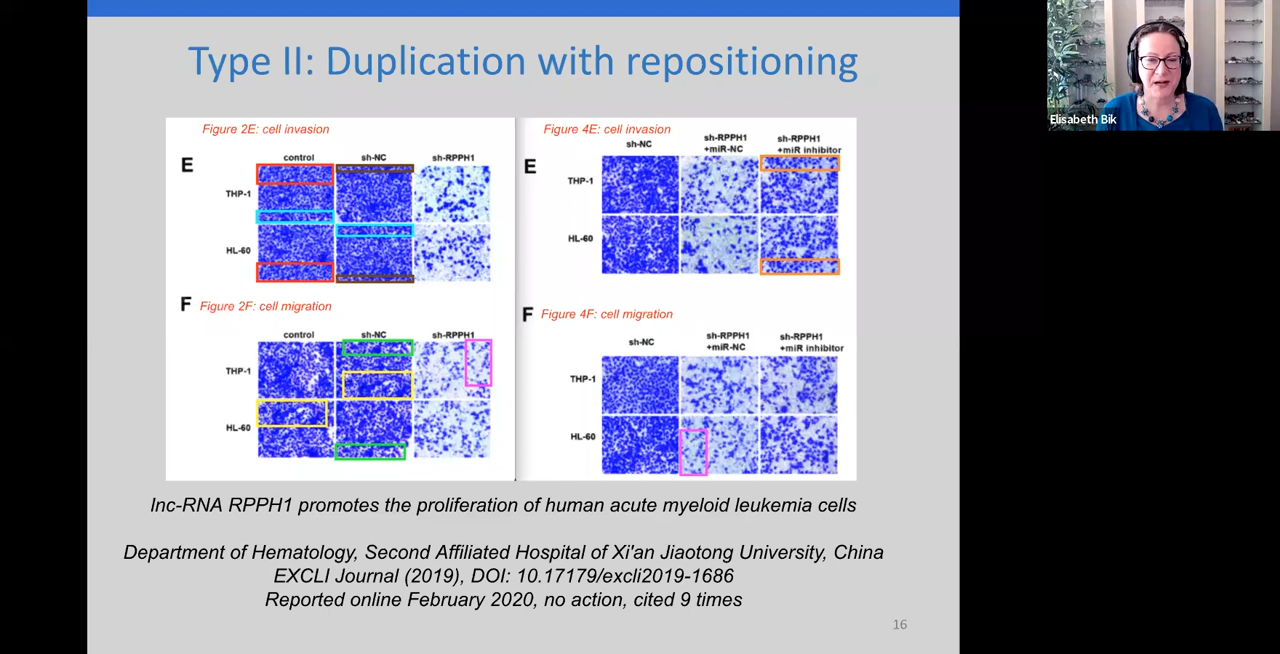 Type II: Duplication with repositioning
Elisabeth Bik
Figure 2E: cell invasion
E
control sh-NC sh-RPPH1
THP-1
HL-60
F Figure 2F: cell migration
control sh-NC sh-RPPH1
THP-1
HL-60
Figure 4E: cell invasion
E
sh-NC sh-RPPH1 sh-RPPH1
+miR-NC +miR inhibitor
THP-1
HL-60
F Figure 4F: cell migration
sh-NC sh-RPPH1 sh-RPPH1
+miR-NC +miR inhibitor
THP-1
HL-60
lnc-RNA RPPH1 promotes the proliferation of human acute myeloid leukemia cells
Department of Hematology, Second Affiliated Hospital of Xi'an Jiaotong University, China
EXCLI Journal (2019), DOI: 10.17179/excli2019-1686
Reported online February 2020, no action, cited 9 times
16